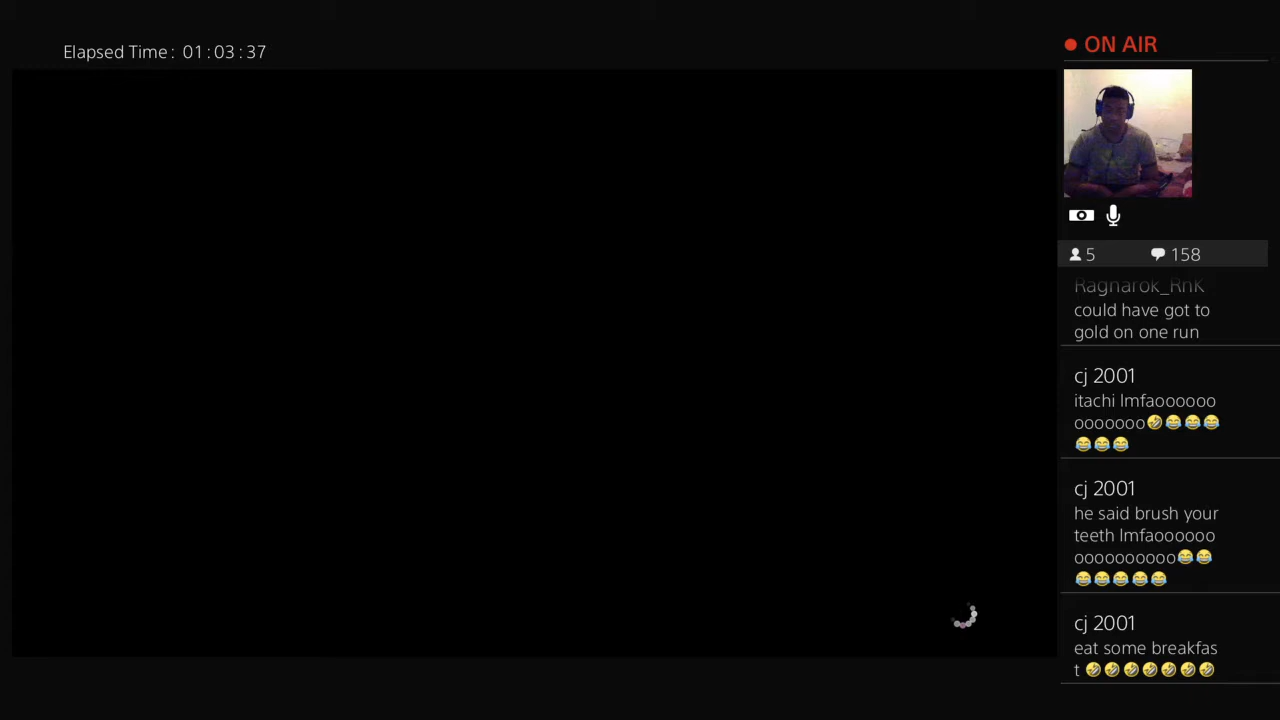 Elapsed Time: 01:03:37
ON AIR
5 158
Ragnarok_RnK
could have got to
gold on one run
cj 2001
itachi lmfaoooooo
ooooooo🤣😂😂😂
😂😂😂
cj 2001
he said brush your
teeth lmfaoooooo
oooooooooo😂😂
😂😂😂😂😂
cj 2001
eat some breakfas
t 🤣🤣🤣🤣🤣🤣🤣